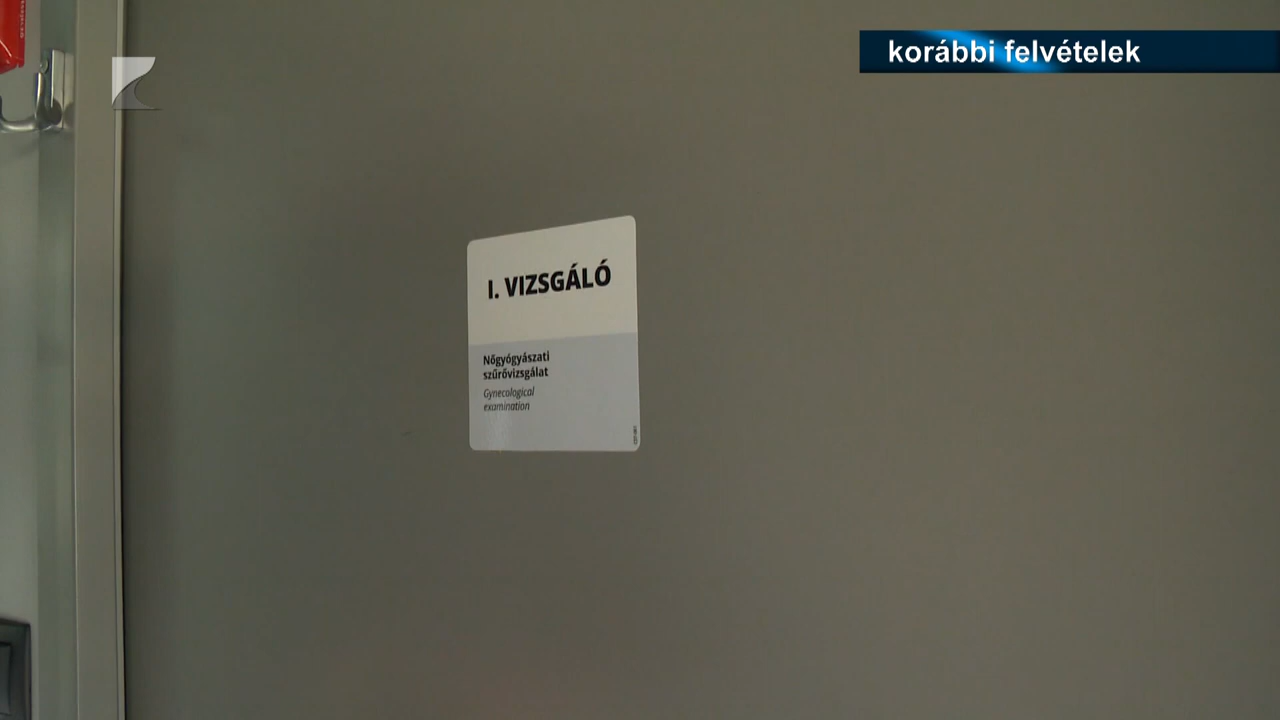 korábbi felvételek
I. VIZSGÁLÓ
Nőgyógyászati
szűrővizsgálat
Gynecological
examination